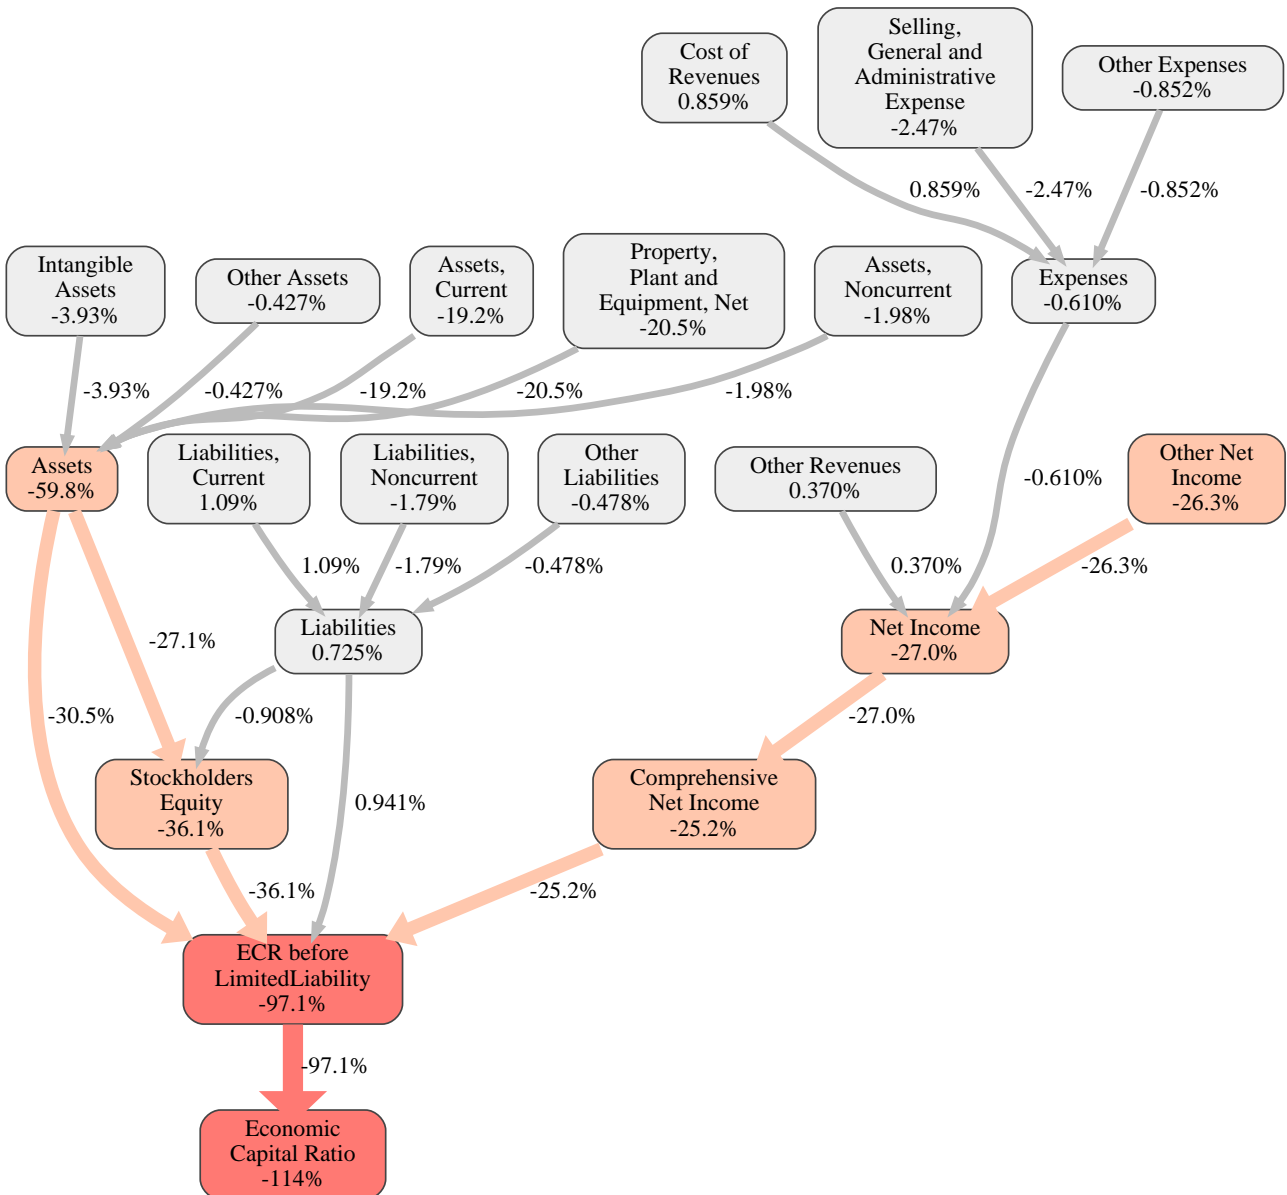 Cost of
Revenues
0.859%
Selling,
General and
Administrative
Expense
-2.47%
Other Expenses
-0.852%
0.859%
-2.47%
-0.852%
Intangible
Assets
-3.93%
Other Assets
-0.427%
Assets,
Current
-19.2%
Property,
Plant and
Equipment, Net
-20.5%
Assets,
Noncurrent
-1.98%
Expenses
-0.610%
-3.93%
-0.427%
-19.2%
-20.5%
-1.98%
Assets
-59.8%
Liabilities,
Current
1.09%
Liabilities,
Noncurrent
-1.79%
Other
Liabilities
-0.478%
Other Revenues
0.370%
-0.610%
Other Net
Income
-26.3%
1.09%
-1.79%
-0.478%
0.370%
-26.3%
-27.1%
Liabilities
0.725%
Net Income
-27.0%
-30.5%
-0.908%
-27.0%
Stockholders
Equity
-36.1%
0.941%
Comprehensive
Net Income
-25.2%
-36.1%
-25.2%
ECR before
LimitedLiability
-97.1%
-97.1%
Economic
Capital Ratio
-114%